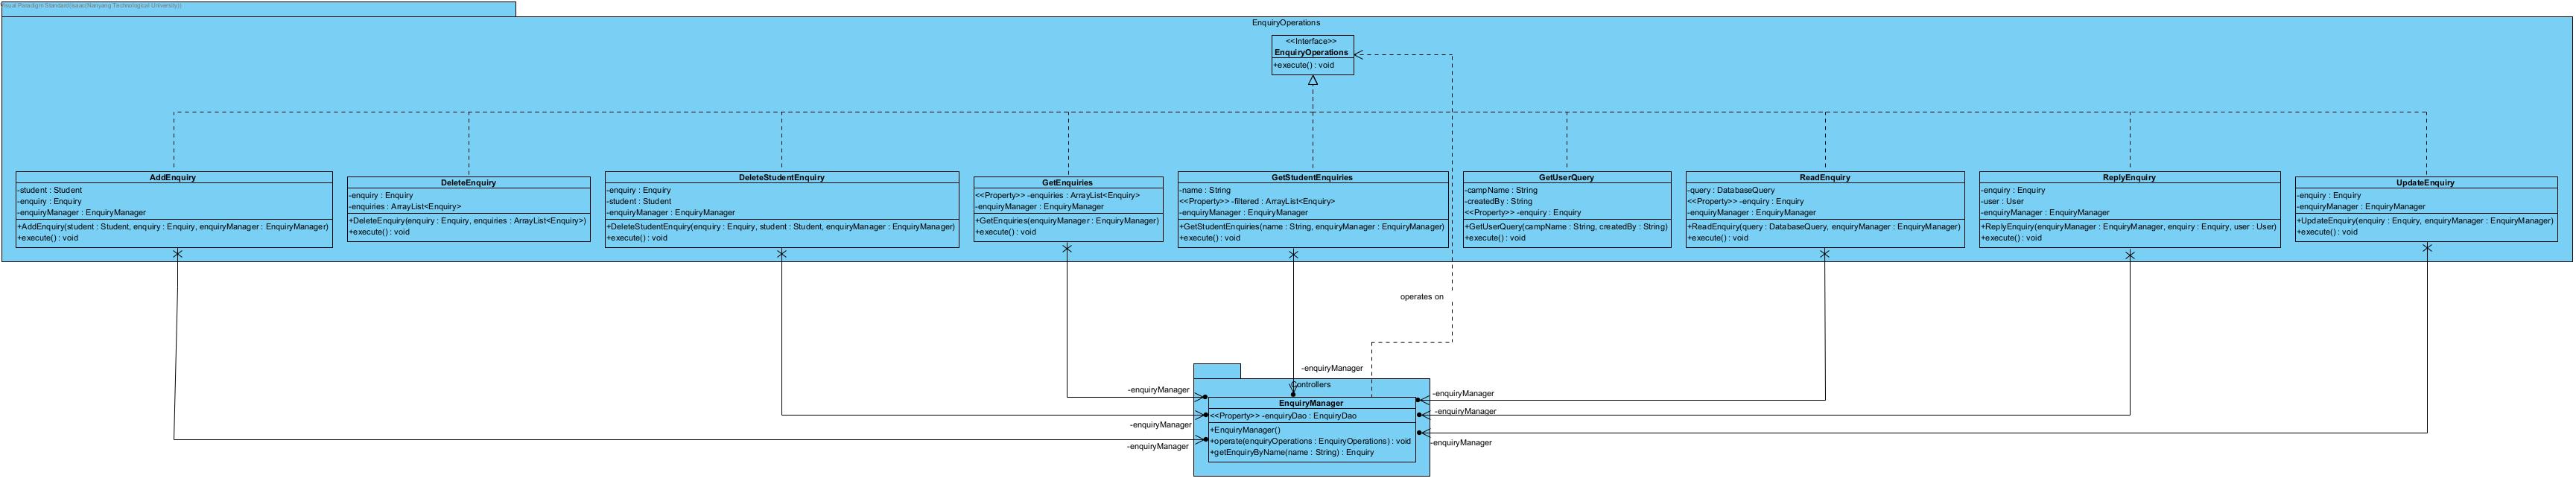 Visual Paradigm Standard(isaac(Nanyang Technological University))
EnquiryOperations
<<Interface>>
EnquiryOperations
+execute() : void
AddEnquiry
-student : Student
-enquiry : Enquiry
-enquiryManager : EnquiryManager
+AddEnquiry(student : Student, enquiry : Enquiry, enquiryManager : EnquiryManager)
+execute() : void
DeleteEnquiry
-enquiry : Enquiry
-enquiries : ArrayList<Enquiry>
+DeleteEnquiry(enquiry : Enquiry, enquiries : ArrayList<Enquiry>)
+execute() : void
DeleteStudentEnquiry
-enquiry : Enquiry
-student : Student
-enquiryManager : EnquiryManager
+DeleteStudentEnquiry(enquiry : Enquiry, student : Student, enquiryManager : EnquiryManager)
+execute() : void
GetEnquiries
<<Property>> -enquiries : ArrayList<Enquiry>
-enquiryManager : EnquiryManager
+GetEnquiries(enquiryManager : EnquiryManager)
+execute() : void
GetStudentEnquiries
-name : String
<<Property>> -filtered : ArrayList<Enquiry>
-enquiryManager : EnquiryManager
+GetStudentEnquiries(name : String, enquiryManager : EnquiryManager)
+execute() : void
GetUserQuery
-campName : String
-createdBy : String
<<Property>> -enquiry : Enquiry
+GetUserQuery(campName : String, createdBy : String)
+execute() : void
ReadEnquiry
-query : DatabaseQuery
<<Property>> -enquiry : Enquiry
-enquiryManager : EnquiryManager
+ReadEnquiry(query : DatabaseQuery, enquiryManager : EnquiryManager)
+execute() : void
ReplyEnquiry
-enquiry : Enquiry
-user : User
-enquiryManager : EnquiryManager
+ReplyEnquiry(enquiryManager : EnquiryManager, enquiry : Enquiry, user : User)
+execute() : void
UpdateEnquiry
-enquiry : Enquiry
-enquiryManager : EnquiryManager
+UpdateEnquiry(enquiry : Enquiry, enquiryManager : EnquiryManager)
+execute() : void
operates on
-enquiryManager
Controllers
-enquiryManager
-enquiryManager
-enquiryManager
-enquiryManager
-enquiryManager
-enquiryManager
EnquiryManager
<<Property>> -enquiryDao : EnquiryDao
+EnquiryManager()
+operate(enquiryOperations : EnquiryOperations) : void
+getEnquiryByName(name : String) : Enquiry